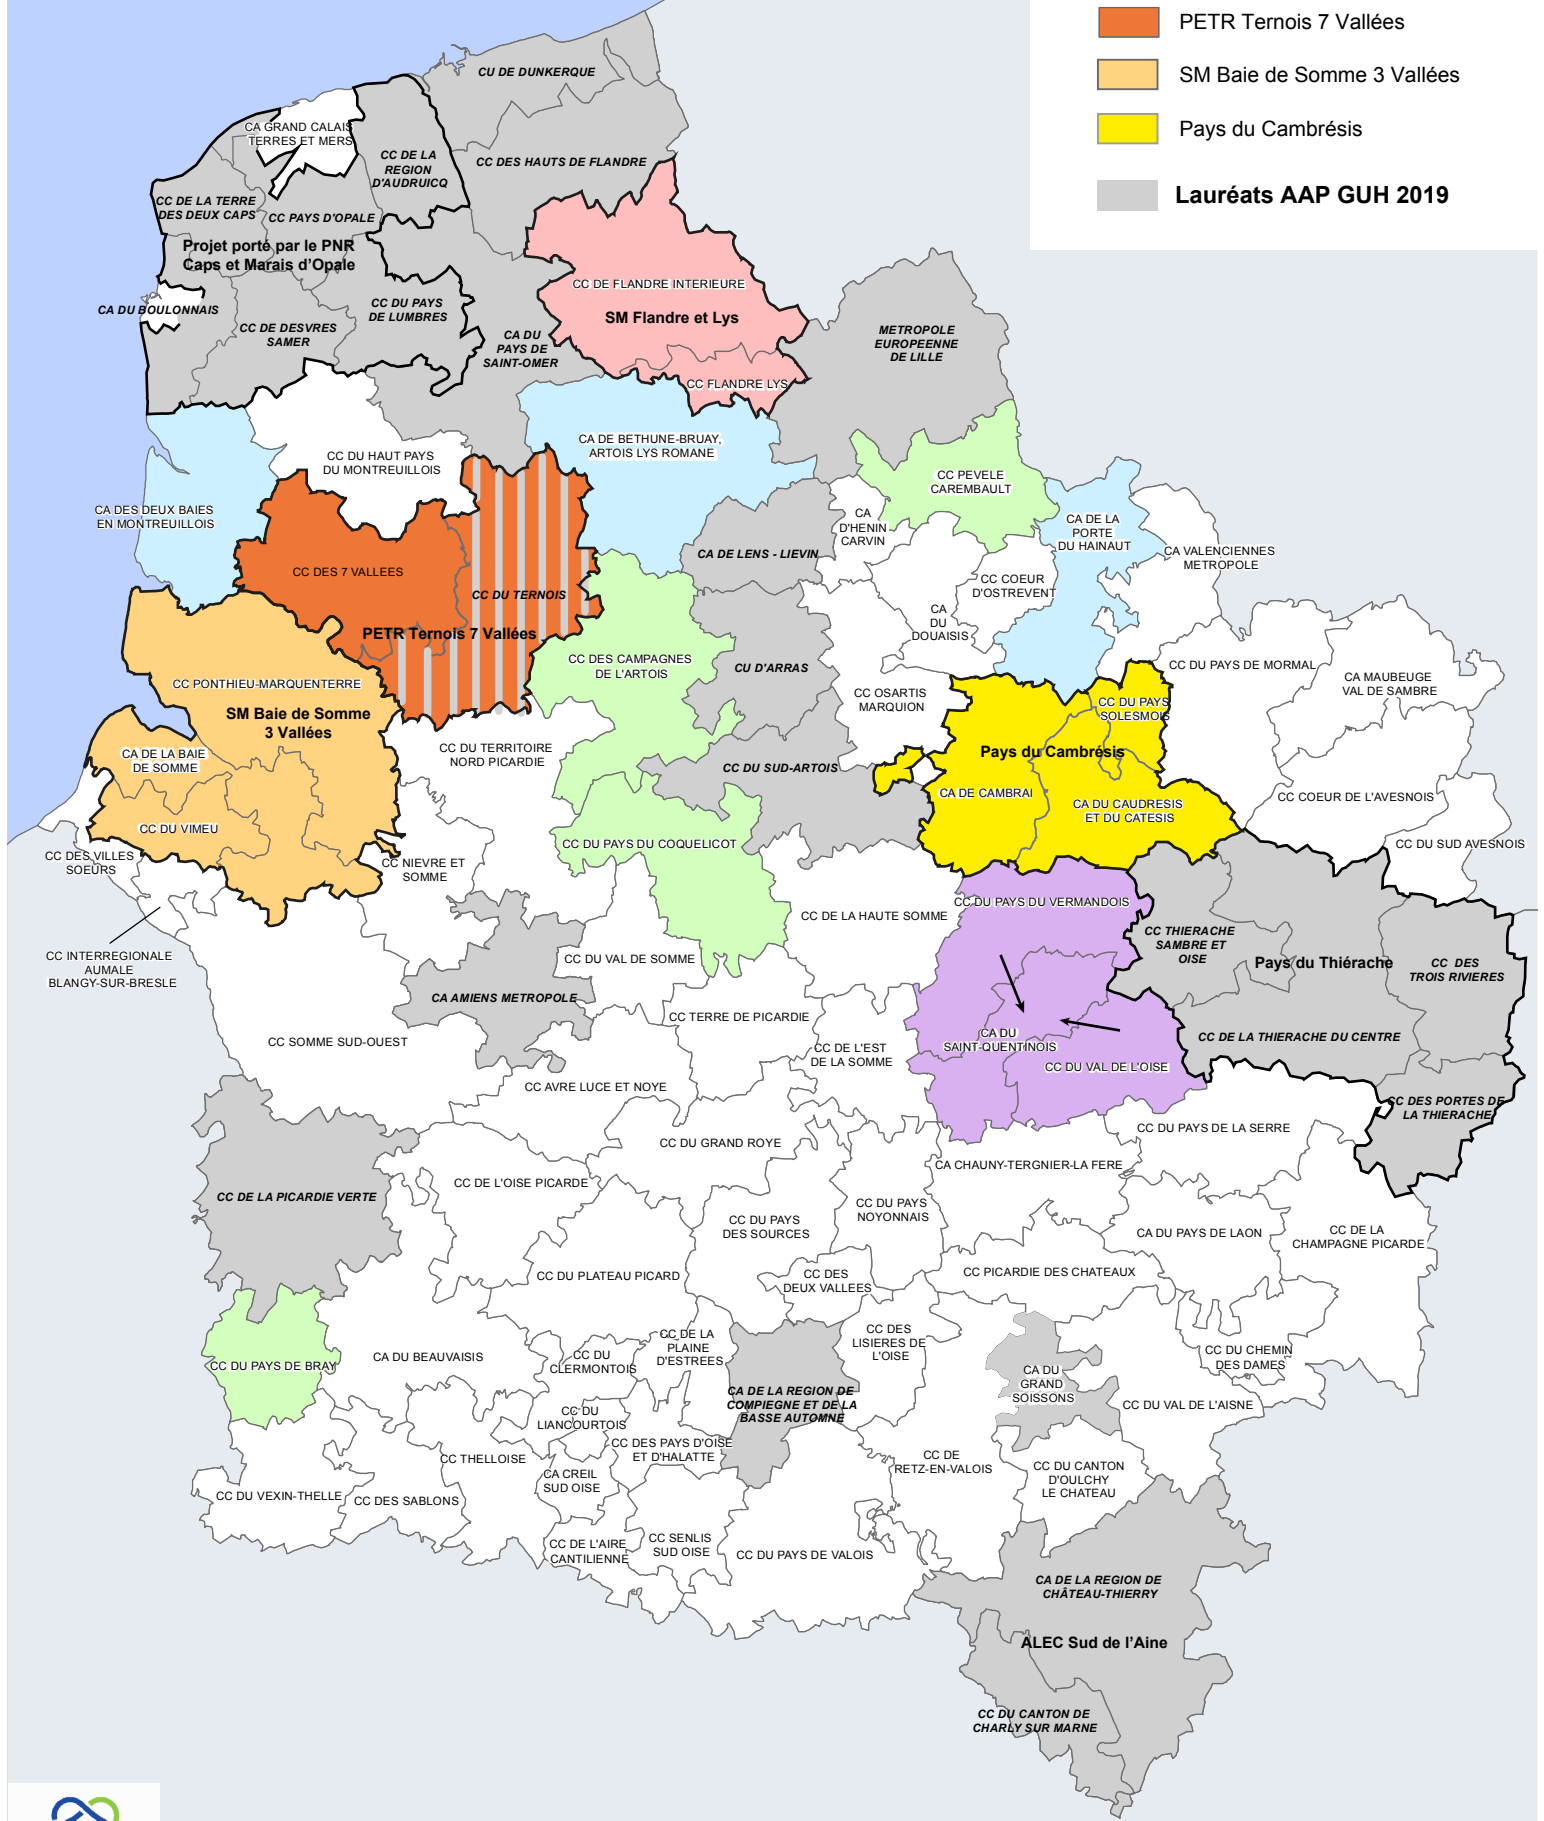 PETR Ternois 7 Vallées
SM Baie de Somme 3 Vallées
Pays du Cambrésis
Lauréats AAP GUH 2019
CU DE DUNKERQUE
CA GRAND CALAIS
TERRES ET MERS
CC DE LA
REGION
D'AUDRUICQ
CC DES HAUTS DE FLANDRE
CC DE LA TERRE
DES DEUX CAPS
CC PAYS D'OPALE
Projet porté par le PNR
Caps et Marais d'Opale
CA DU BOULONNAIS
CC DE DESVRES
SAMER
CC DU PAYS
DE LUMBRES
CA DU
PAYS DE
SAINT-OMER
CC DE FLANDRE INTERIEURE
SM Flandre et Lys
CC FLANDRE LYS
METROPOLE
EUROPEENNE
DE LILLE
CC DU HAUT PAYS
DU MONTREUILLOIS
CA DE BETHUNE-BRUAY,
ARTOIS LYS ROMANE
CC PEVELE
CAREMBAULT
CA DES DEUX BAIES
EN MONTREUILLOIS
CA
D'HENIN
CARVIN
CA DE LA
PORTE
DU HAINAUT
CA VALENCIENNES
METROPOLE
CA DE LENS - LIEVIN
CC DES 7 VALLEES
CC DU TERNOIS
CC COEUR
D'OSTREVENT
CA
DU
DOUAISIS
PETR Ternois 7 Vallées
CC DES CAMPAGNES
DE L'ARTOIS
CU D'ARRAS
CC DU PAYS DE MORMAL
CA MAUBEUGE
VAL DE SAMBRE
CC PONTHIEU-MARQUENTERRE
SM Baie de Somme
3 Vallées
CC OSARTIS
MARQUION
CC DU PAYS
SOLESMOIS
CA DE LA BAIE
DE SOMME
CC DU TERRITOIRE
NORD PICARDIE
CC DU SUD-ARTOIS
Pays du Cambrésis
CA DE CAMBRAI
CA DU CAUDRESIS
ET DU CATESIS
CC COEUR DE L'AVESNOIS
CC DU VIMEU
CC DU PAYS DU COQUELICOT
CC DU SUD AVESNOIS
CC DES VILLES
SOEURS
CC NIEVRE ET
SOMME
CC DU PAYS DU VERMANDOIS
CC DE LA HAUTE SOMME
CC THIERACHE
SAMBRE ET
OISE
Pays du Thiérache
CC DES
TROIS RIVIERES
CC INTERREGIONALE
AUMALE
BLANGY-SUR-BRESLE
CC DU VAL DE SOMME
CA AMIENS METROPOLE
CC TERRE DE PICARDIE
CC SOMME SUD-OUEST
CC DE L'EST
DE LA SOMME
CA DU
SAINT-QUENTINOIS
CC DE LA THIERACHE DU CENTRE
CC DU VAL DE L'OISE
CC AVRE LUCE ET NOYE
CC DES PORTES DE
LA THIERACHE
CC DU GRAND ROYE
CC DU PAYS DE LA SERRE
CA CHAUNY-TERGNIER-LA FERE
CC DE LA PICARDIE VERTE
CC DE L'OISE PICARDE
CC DU PAYS
NOYONNAIS
CC DU PAYS
DES SOURCES
CA DU PAYS DE LAON
CC DE LA
CHAMPAGNE PICARDE
CC DU PLATEAU PICARD
CC DES
DEUX VALLEES
CC PICARDIE DES CHATEAUX
CC DU PAYS DE BRAY
CA DU BEAUVAISIS
CC DU
CLERMONTOIS
CC DE LA
PLAINE
D'ESTREES
CC DES
LISIERES DE
L'OISE
CC DU CHEMIN
DES DAMES
CA DU
GRAND
SOISSONS
CA DE LA REGION DE
COMPIEGNE ET DE LA
BASSE AUTOMNE
CC DU VAL DE L'AISNE
CC DU
LIANCOURTOIS
CC DES PAYS D'OISE
ET D'HALATTE
CC THELLOISE
CA CREIL
SUD OISE
CC DE
RETZ-EN-VALOIS
CC DU CANTON
D'OULCHY
LE CHATEAU
CC DU VEXIN-THELLE
CC DES SABLONS
CC DE L'AIRE
CANTILIENNE
CC SENLIS
SUD OISE
CC DU PAYS DE VALOIS
CA DE LA REGION DE
CHÂTEAU-THIERRY
ALEC Sud de l'Aine
CC DU CANTON DE
CHARLY SUR MARNE